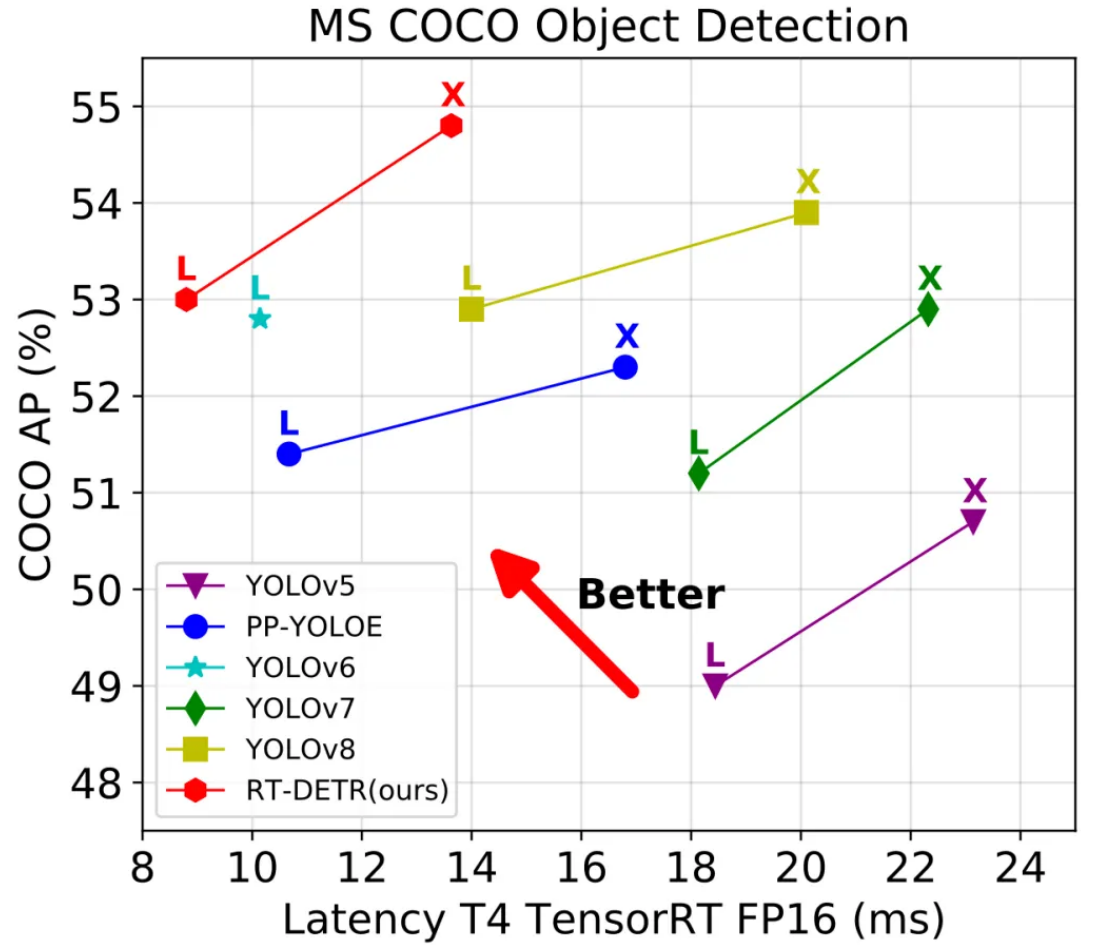 MS COCO Object Detection
COCO AP (%)
55
54
53
52
51
50
49
48
X
L
L
L
X
L
X
L
X
L
X
L
Better
YOLOv5
PP-YOLOE
YOLOv6
YOLOv7
YOLOv8
RT-DETR(ours)
8 10 12 14 16 18 20 22 24
Latency T4 TensorRT FP16 (ms)